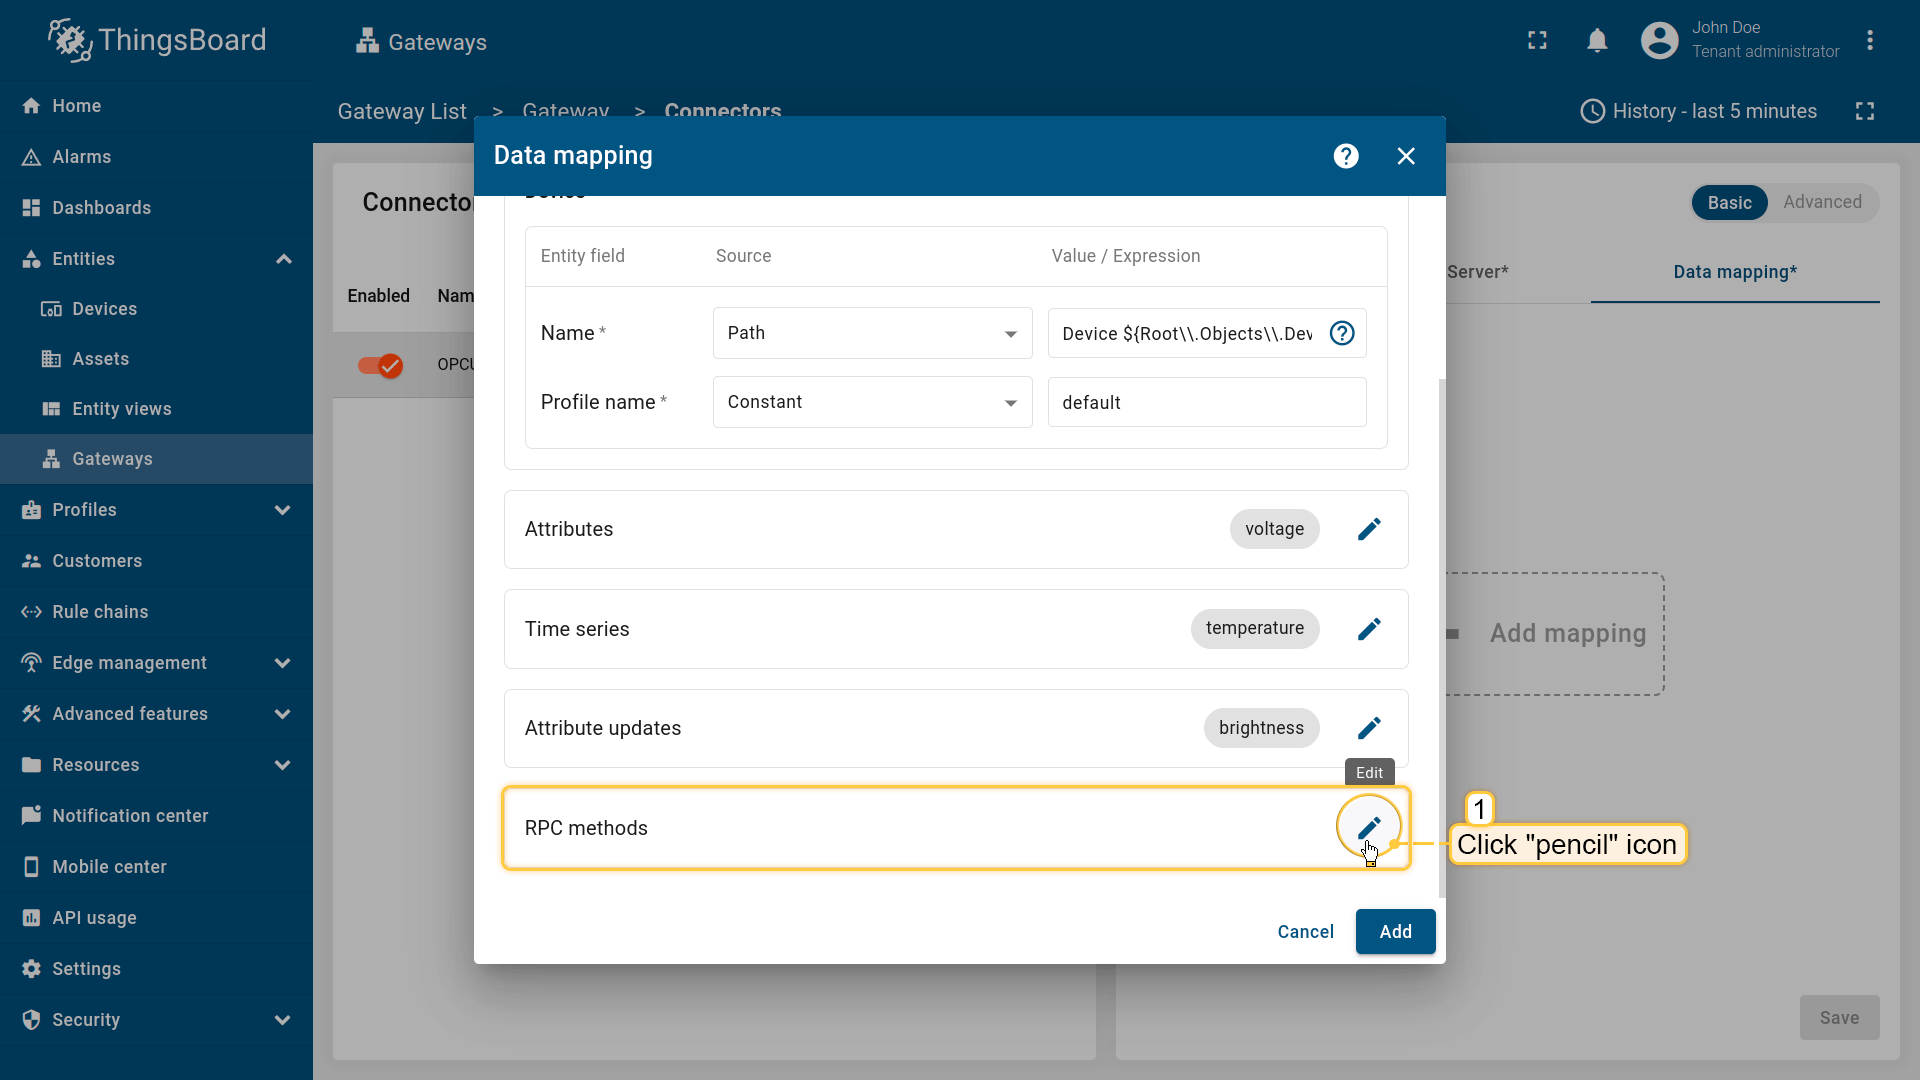 ThingsBoard
Gateways
John Doe
Tenant administrator
Home
Alarms
Dashboards
Entities
Devices
Assets
Entity views
Gateways
Profiles
Customers
Rule chains
Edge management
Advanced features
Resources
Notification center
Mobile center
API usage
Settings
Security
Gateway List > Gateway > Connectors
History - last 5 minutes
Enabled
Basic
Advanced
Server*
Data mapping*
Add mapping
Save
Data mapping
Entity field Source Value / Expression
Name * Path Device ${Root\\.Objects\\.Dev
Profile name * Constant default
Attributes voltage
Time series temperature
Attribute updates brightness
Edit
RPC methods
1
Click "pencil" icon
Cancel Add